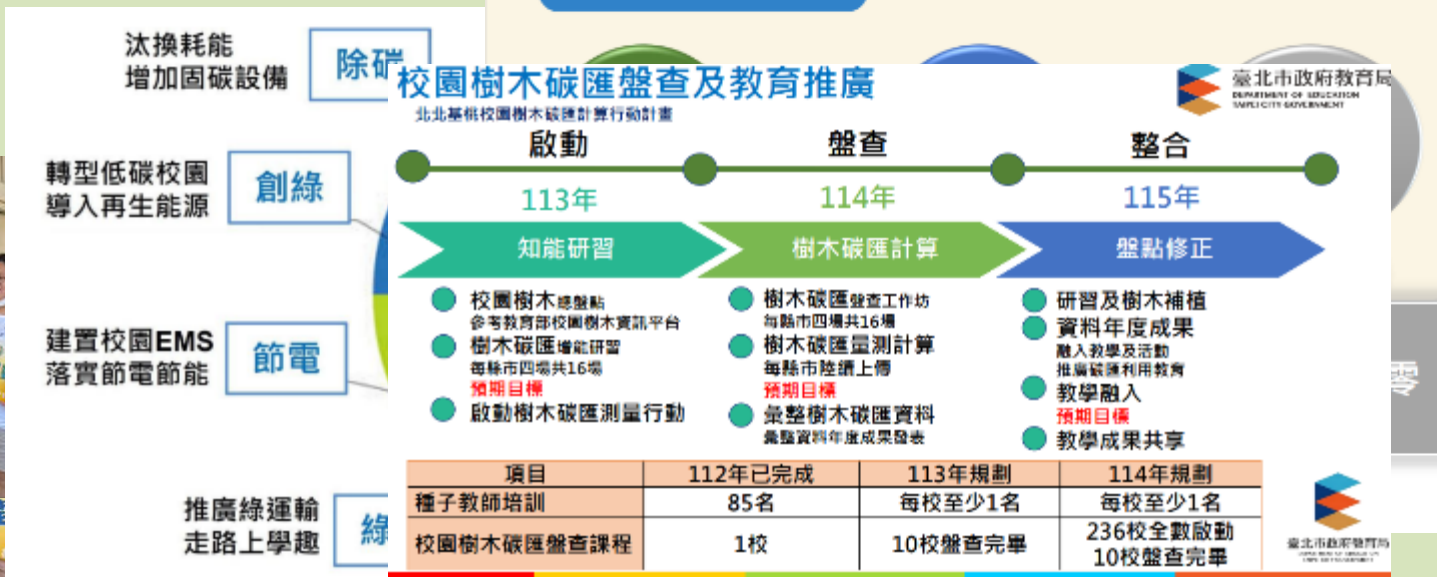 汰換耗能
增加固碳設備
除碳
轉型低碳校園
導入再生能源
創綠
建置校園EMS
落實節電節能
節電
推廣綠運輸
走路上學趣
綠
校園樹木碳匯盤查及教育推廣
北北基桃校園樹木碳匯計算行動計畫
臺北市政府教育局
DEPARTMENT OF EDUCATION
TAIPEI CITY GOVERNMENT
啟動
盤查
整合
113年
114年
115年
知能研習
樹木碳匯計算
盤點修正
校園樹木總盤點
參考教育部校園樹木資訊平台
樹木碳匯增能研習
每縣市四場共16場
預期目標
啟動樹木碳匯測量行動
樹木碳匯盤查工作坊
每縣市四場共16場
樹木碳匯量測計算
每縣市陸續上傳
預期目標
彙整樹木碳匯資料
彙整資料年度成果發表
研習及樹木補植
資料年度成果
融入教學及活動
推廣碳匯利用教育
教學融入
預期目標
教學成果共享
項目 112年已完成 113年規劃 114年規劃
種子教師培訓 85名 每校至少1名 每校至少1名
校園樹木碳匯盤查課程 1校 10校盤查完畢 236校全數啟動
10校盤查完畢
臺北市政府教育局
零